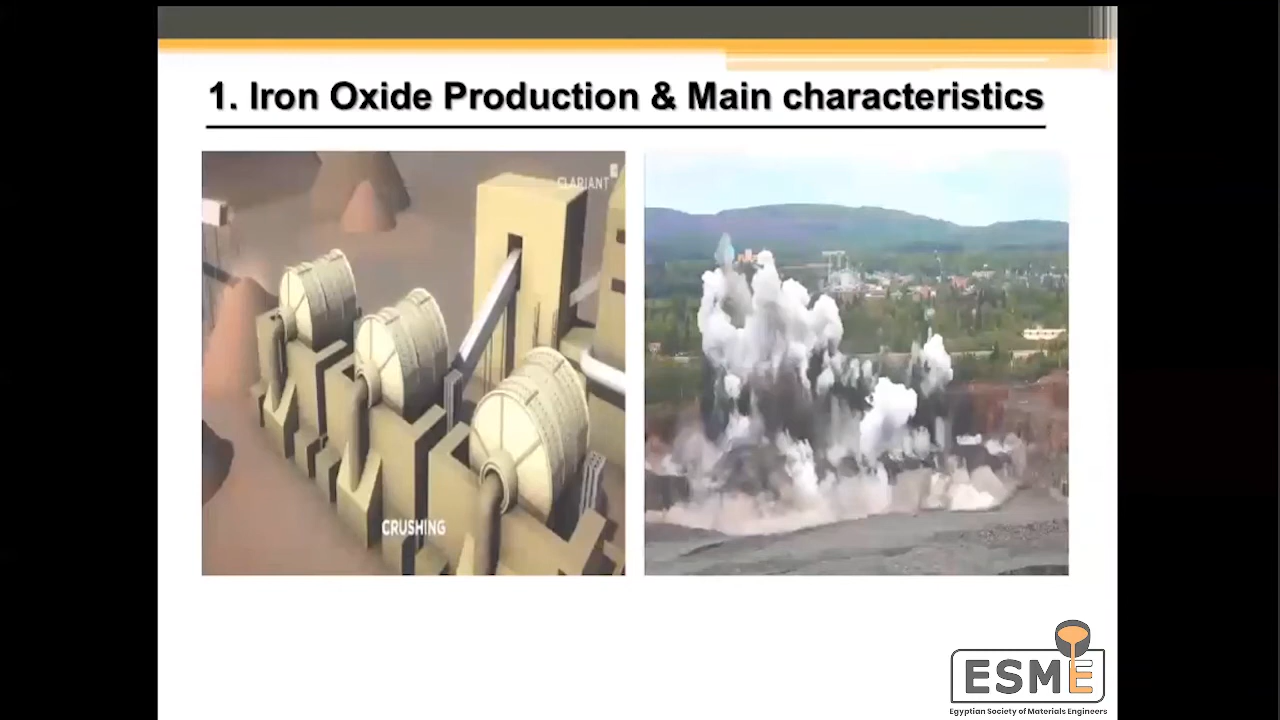 1. Iron Oxide Production & Main characteristics
CLARIANT
CRUSHING
ESME
Egyptian Society of Materials Engineers